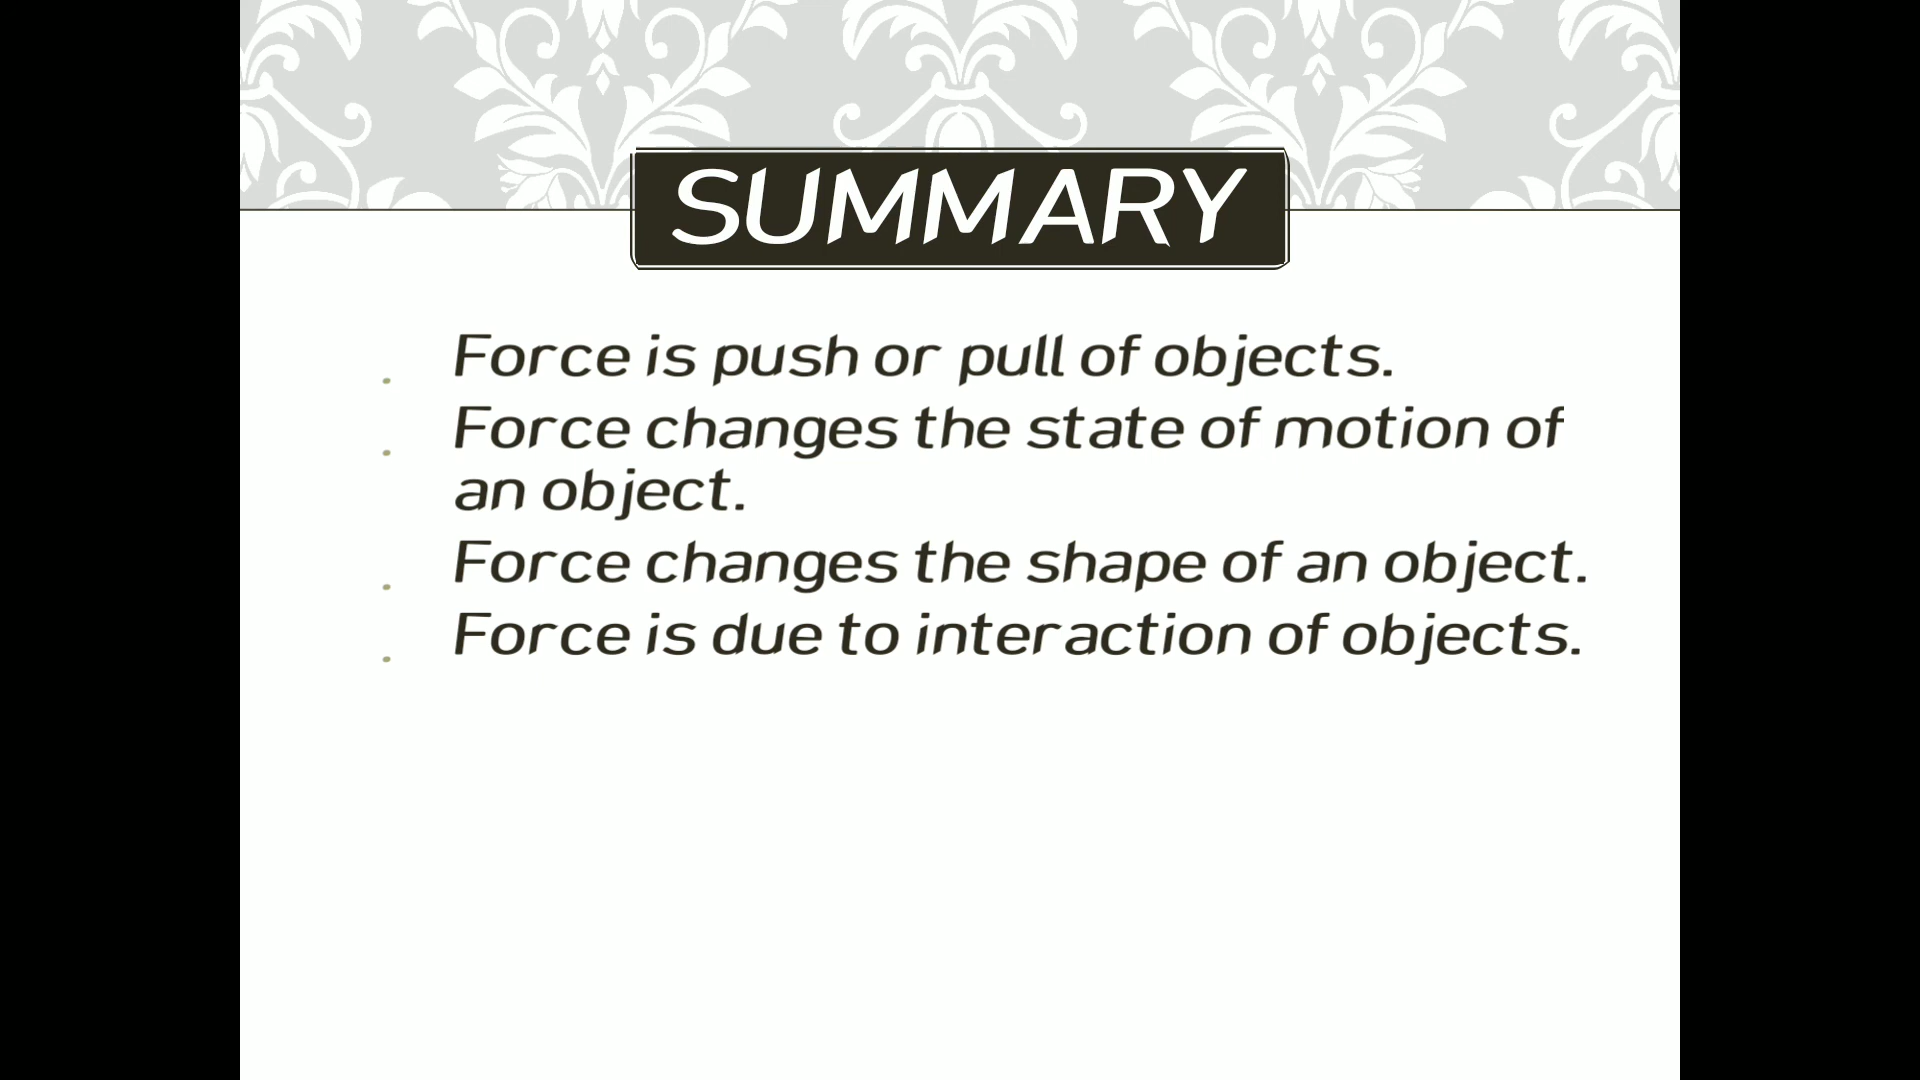 SUMMARY
Force is push or pull of objects.
Force changes the state of motion of
an object.
Force changes the shape of an object.
Force is due to interaction of objects.